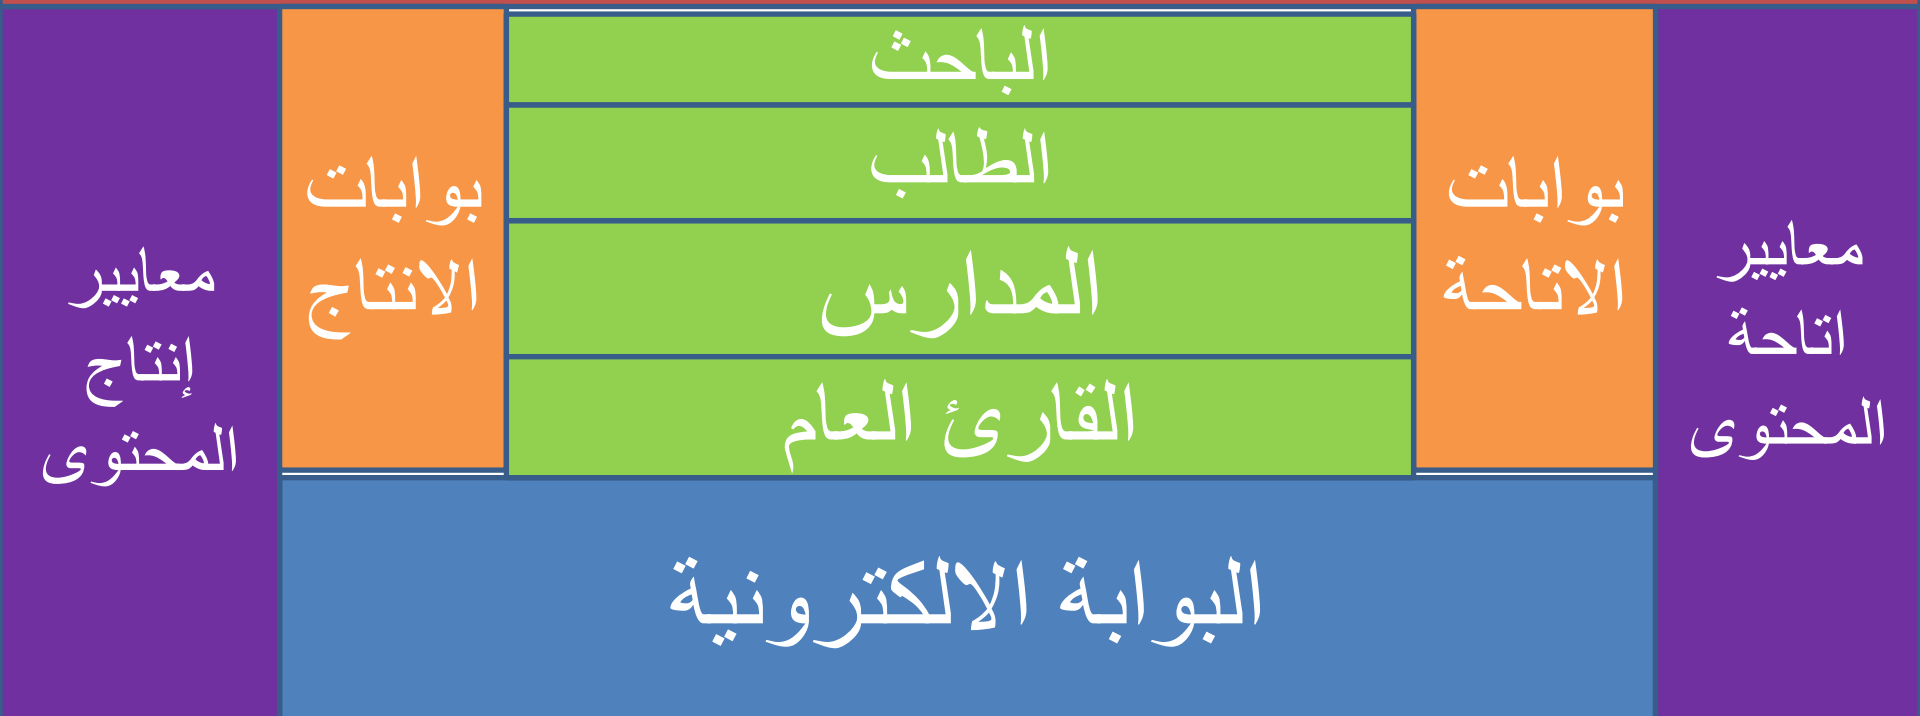 معايير
اتاحة
المحتوى
بوابات
الاتاحة
الباحث
الطالب
المدارس
القارئ العام
بوابات
الانتاج
معايير
إنتاج
المحتوى
البوابة الالكترونية